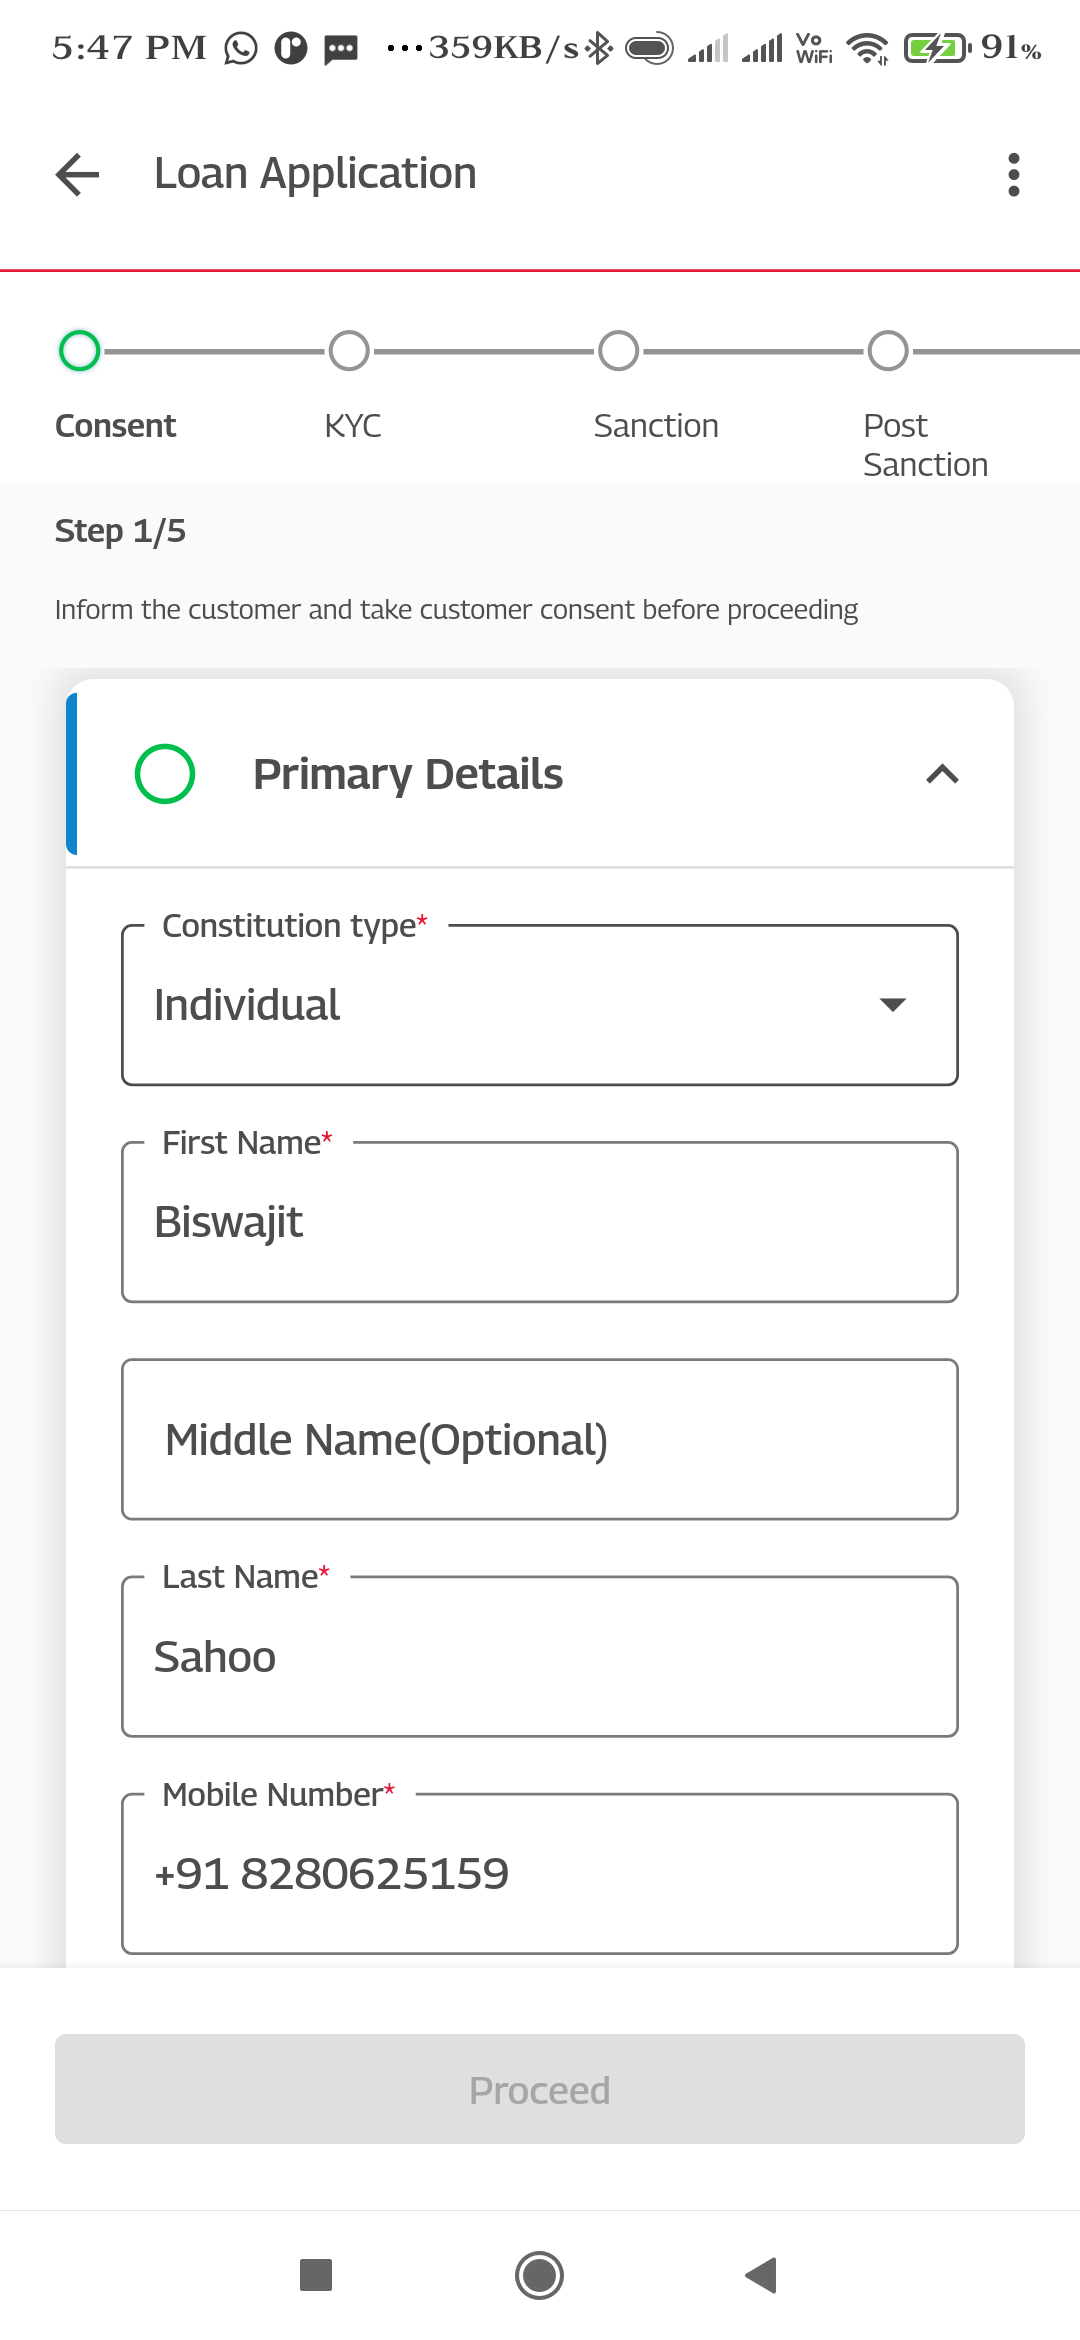 5:47 PM ...359KB/s Vo WiFi 91%
Loan Application
Consent KYC Sanction Post Sanction
Step 1/5
Inform the customer and take customer consent before proceeding
Primary Details
Constitution type*
Individual
First Name*
Biswajit
Middle Name(Optional)
Last Name*
Sahoo
Mobile Number*
+91 8280625159
Proceed